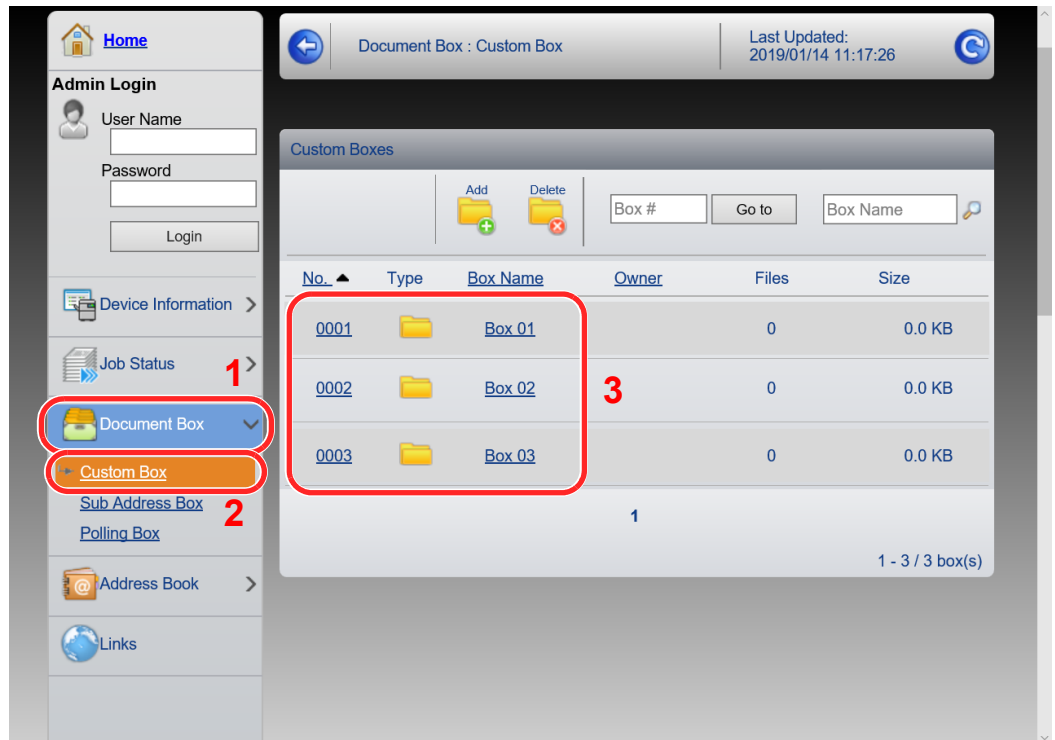 Home
Admin Login
User Name
Password
Login
Device Information
Job Status
1
Document Box
Custom Box
2
Sub Address Box
Polling Box
Address Book
@
Links
Document Box : Custom Box
Last Updated:
2019/01/14 11:17:26
Custom Boxes
Add Delete Box # Go to Box Name
No. Type Box Name Owner Files Size
0001 Box 01 0 0.0 KB
0002 Box 02 0 0.0 KB
3
0003 Box 03 0 0.0 KB
1
1 - 3 / 3 box(s)